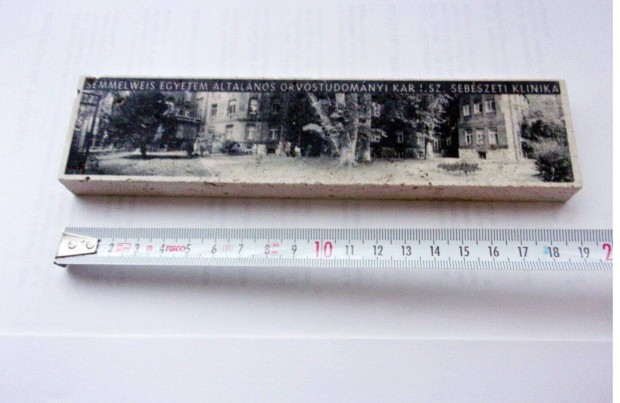 SEMMELWEIS EGYETEM ÁLTALÁNOS ORVOSTUDOMÁNYI KAR I.SZ. SEBÉSZETI KLINIKA
2 3 4 5 6 7 8 9 10 11 12 13 14 15 16 17 18 19 2